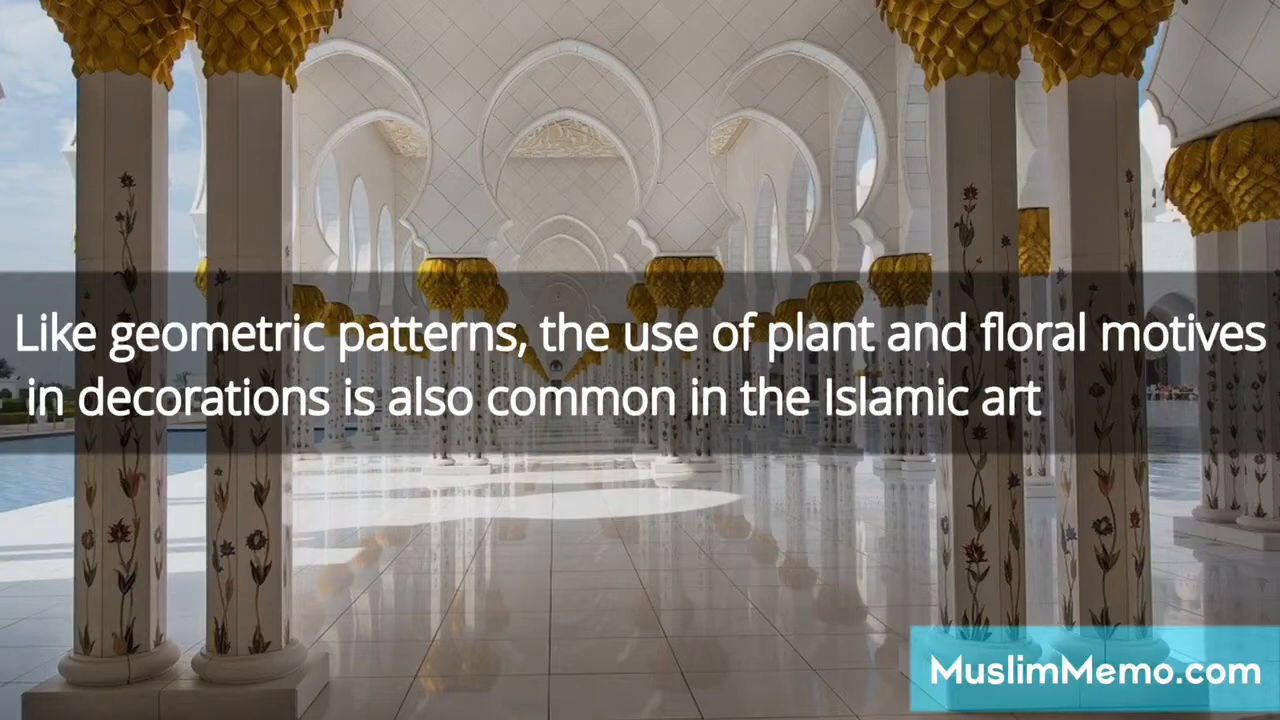 Like geometric patterns, the use of plant and floral motives
in decorations is also common in the Islamic art
MuslimMemo.com